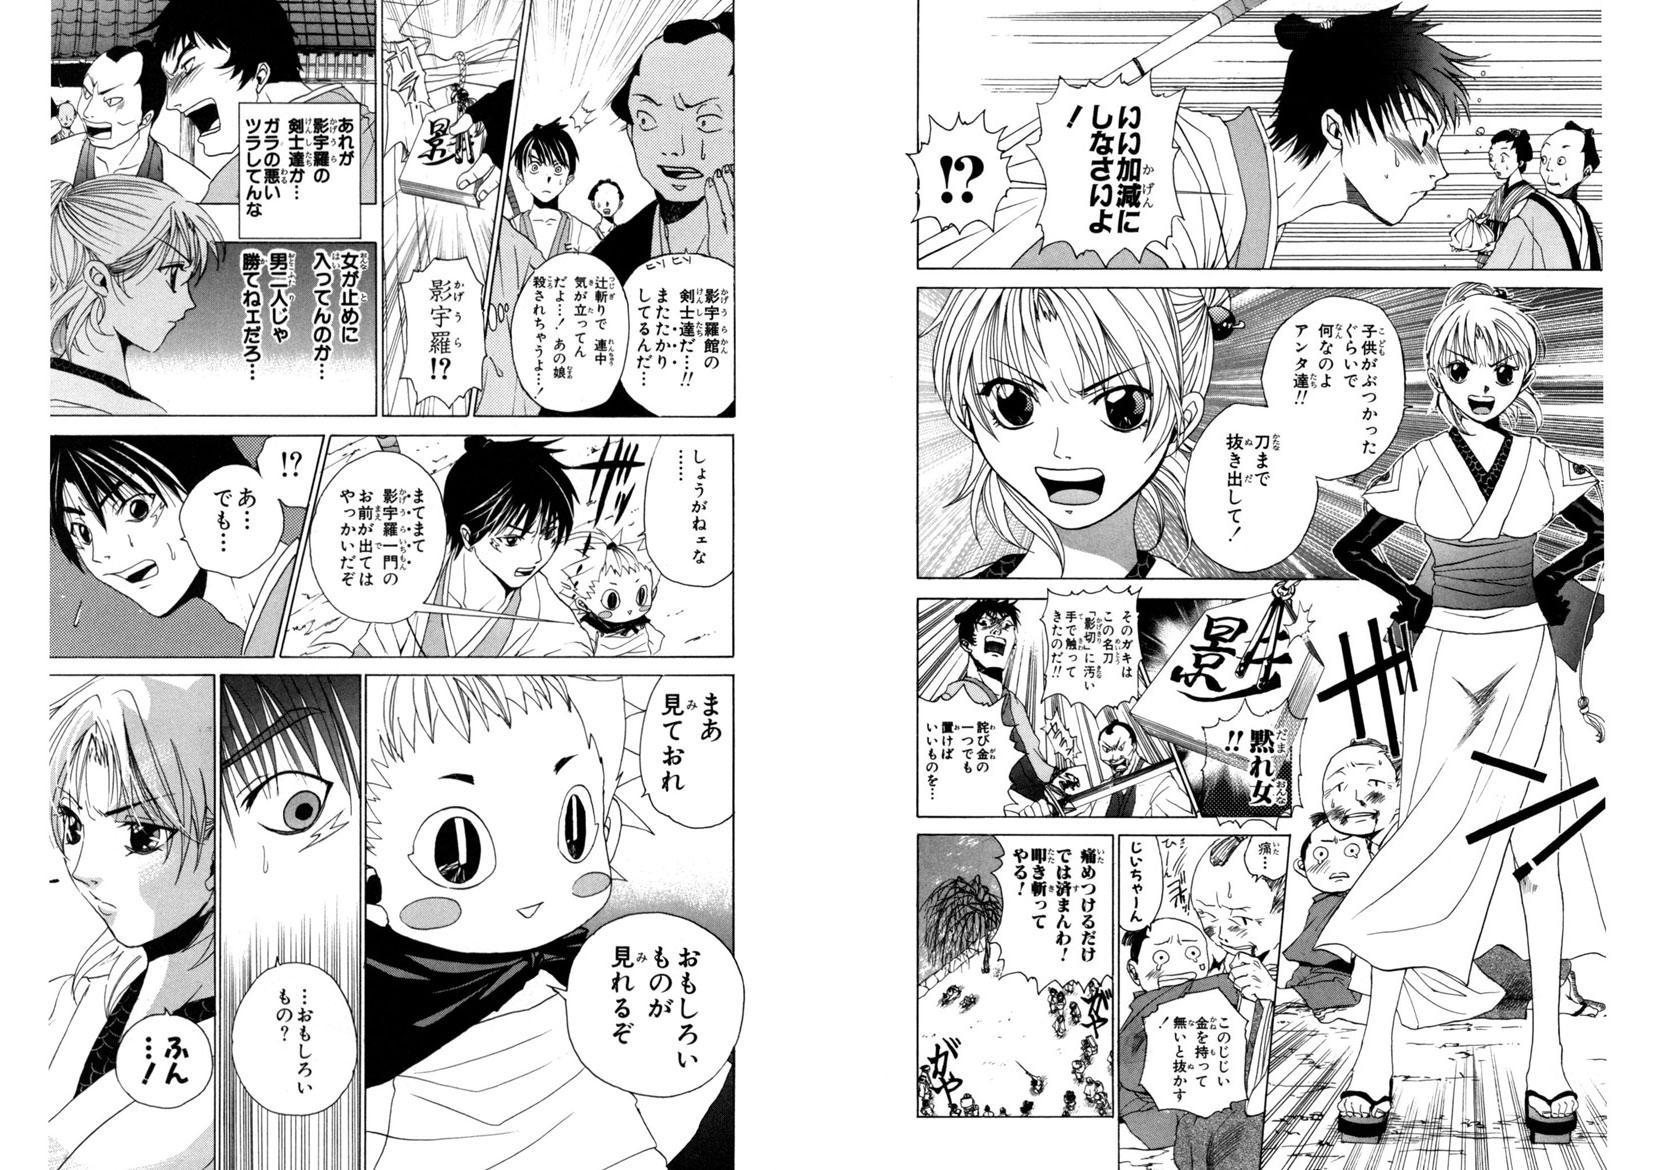 いい加減に
しなさいよ
！
!?
子供がぶつかった
ぐらいで
何なのよ
アンタ達!!
刀まで
抜き出して！
ザッ
景
黙れ女
!!
そのガキは
この名刀
「影切」に汚い
手で触って
きたのだ!!
詫び金の
一つでも
置けば
いいものを…
痛…
じいちゃーん
このじじい
金を持って
無いと抜かす
！
痛めつけるだけ
では済まんわ！
叩き斬って
やる！
ガヤ
ガヤ
ヒソヒソ
影宇羅館の
剣士達だ…!!
またたかり
してるんだ…
辻斬りで連中
気が立ってん
だよ…！あの娘
殺されちゃうよ…
景
影宇羅!?
あれが
影宇羅の
剣士達か…
ガラの悪い
ツラしてんな
女が止めに
入ってんのか…
男二人じゃ
勝てねェだろ…
しょうがねェな
……
ザッ
まてまて
影宇羅一門の
お前が出ては
やっかいだぞ
!?
あ…
でも…
まあ
見ておれ
おもしろい
ものが
見れるぞ
…おもしろい
もの？
ふん
…！